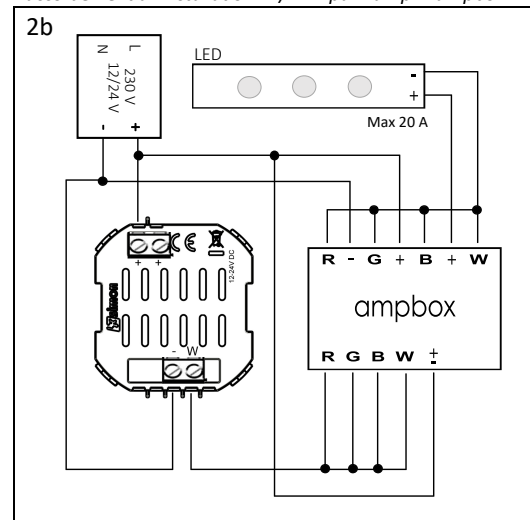 2b
N L
230 V
12/24 V
- +
LED
-
+
Max 20 A
CE
+ +
12-24V DC
- W
R - G + B + W
ampbox
R G B W ±